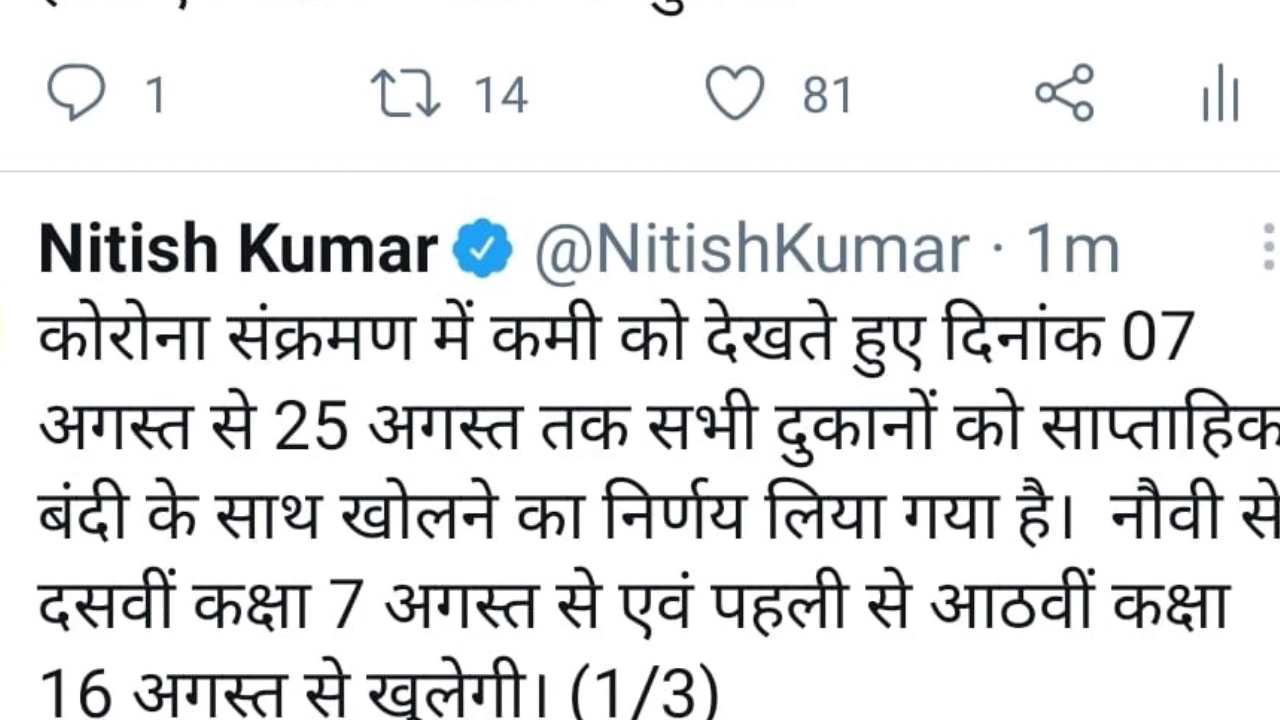 1 14 81
Nitish Kumar @NitishKumar · 1m
कोरोना संक्रमण में कमी को देखते हुए दिनांक 07
अगस्त से 25 अगस्त तक सभी दुकानों को साप्ताहिक
बंदी के साथ खोलने का निर्णय लिया गया है। नौवी से
दसवीं कक्षा 7 अगस्त से एवं पहली से आठवीं कक्षा
16 अगस्त से खुलेगी। (1/3)